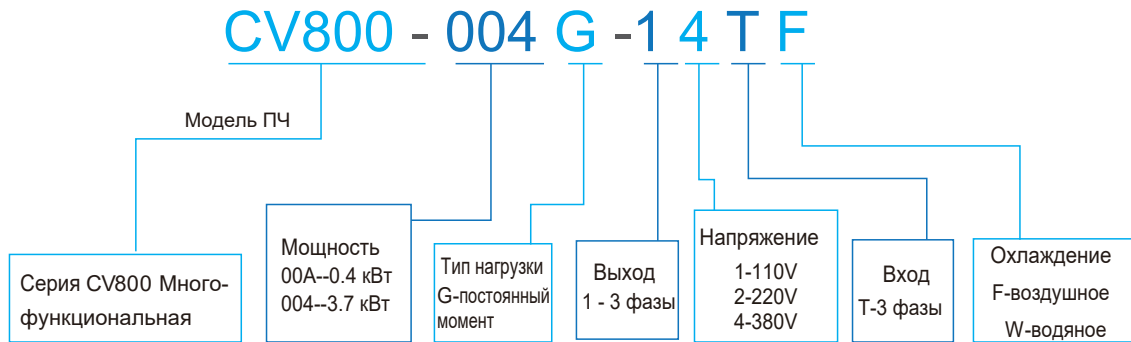 CV800 - 004 G -1 4 T F
Модель ПЧ
Серия CV800 Много-
функциональная
Мощность
00A--0.4 кВт
004--3.7 кВт
Тип нагрузки
G-постоянный
момент
Выход
1 - 3 фазы
Напряжение
1-110V
2-220V
4-380V
Вход
T-3 фазы
Охлаждение
F-воздушное
W-водяное